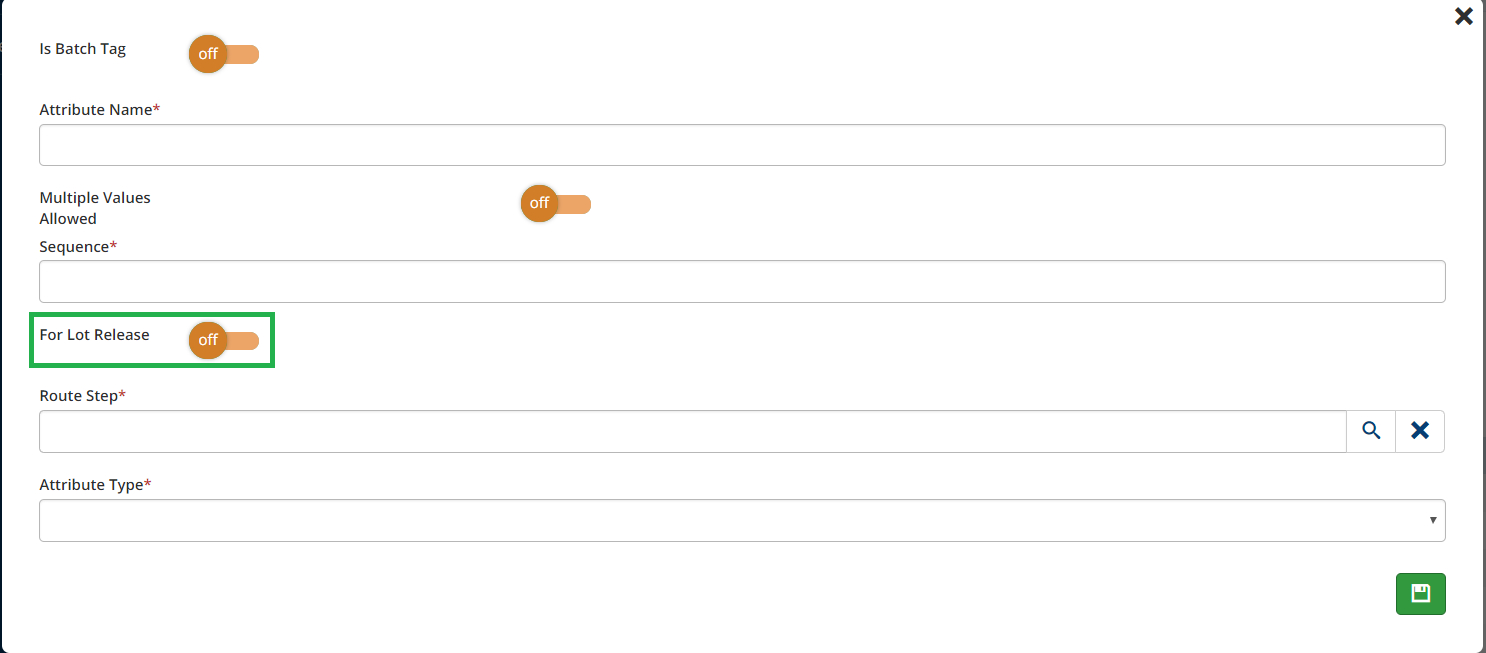 Is Batch Tag
off
Attribute Name*
Multiple Values
Allowed
off
Sequence*
For Lot Release
off
Route Step*
Attribute Type*